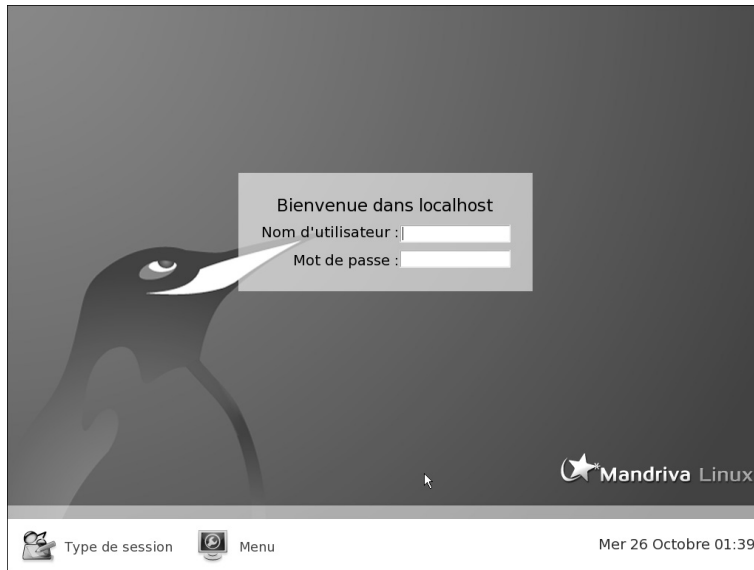 Bienvenue dans localhost
Nom d'utilisateur :
Mot de passe :
Mandriva Linux
Type de session
Menu
Mer 26 Octobre 01:39